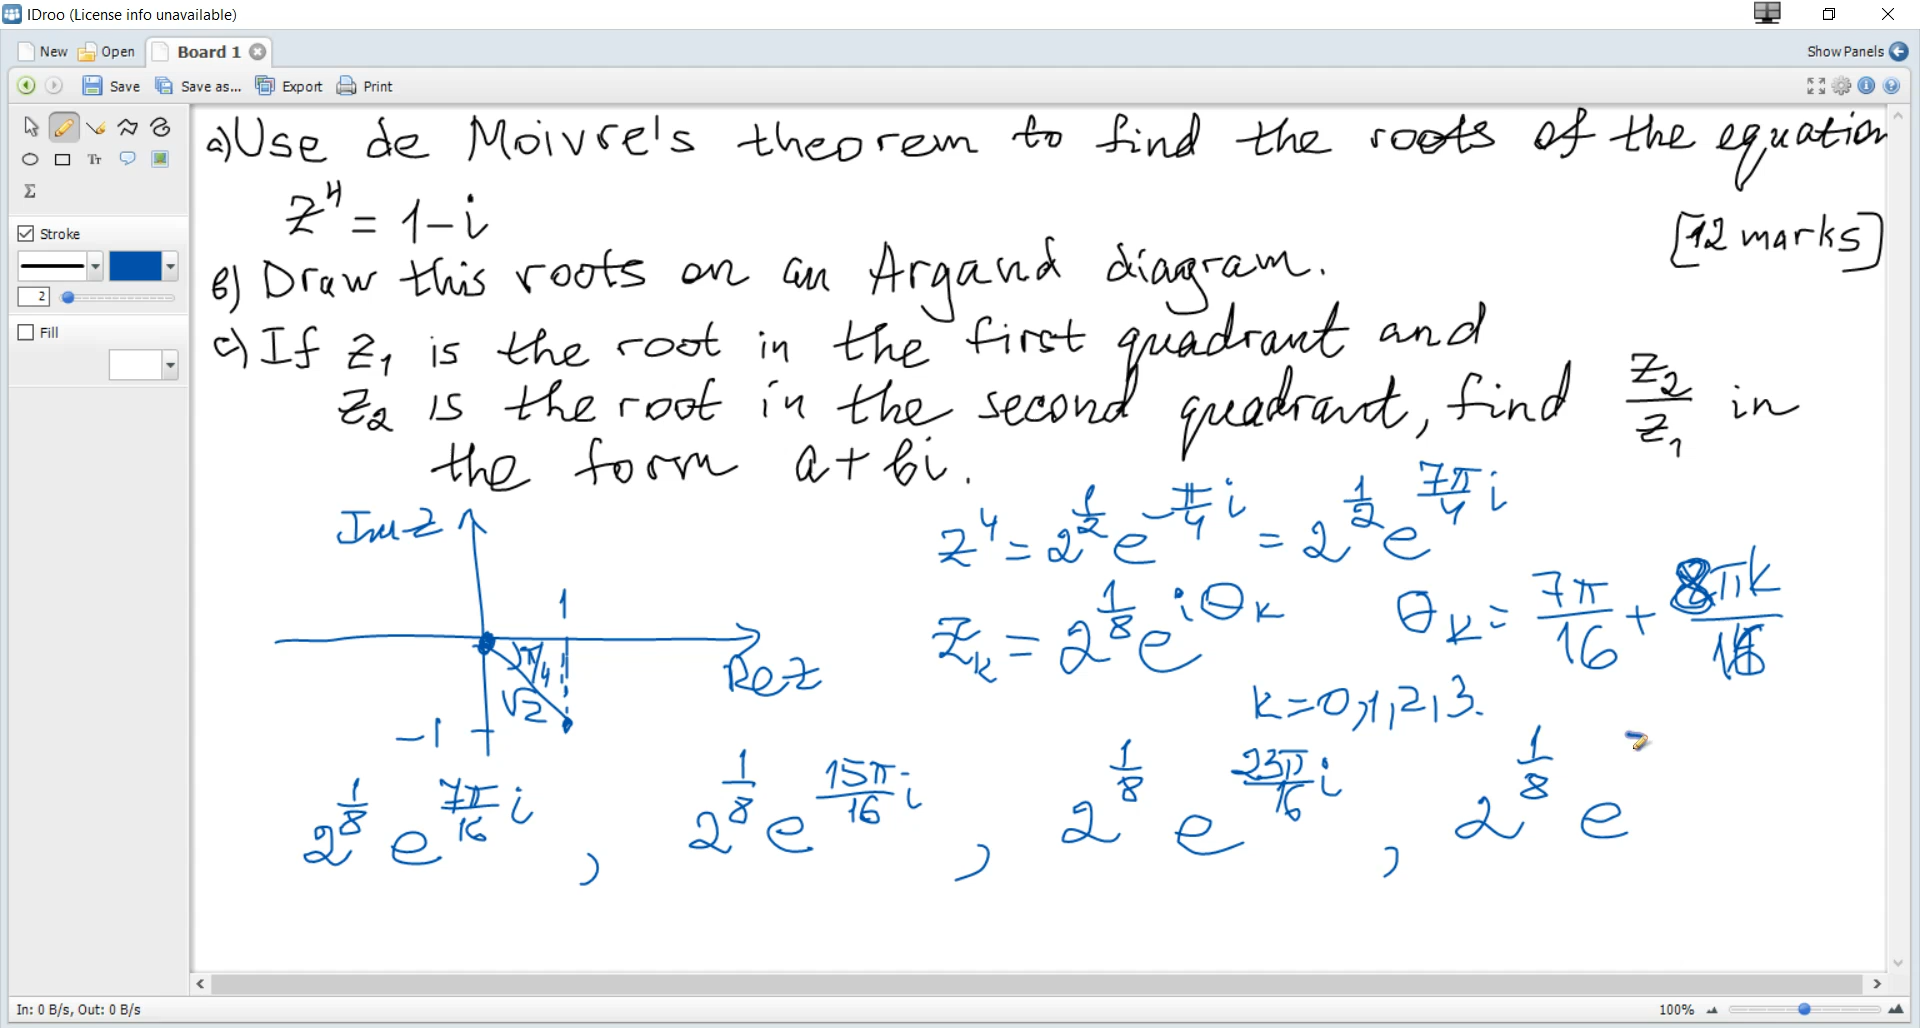 IDroo (License info unavailable)
New Open Board 1 Show Panels
Save Save as... Export Print
Tr
Σ
Stroke
2
Fill
a) Use de Moivre's theorem to find the roots of the equation
z⁴ = 1 - i
[12 marks]
b) Draw this roots on an Argand diagram.
c) If z₁ is the root in the first quadrant and
z₂ is the root in the second quadrant, find z₂/z₁ in
the form a + bi.
Im z
1
π/4
√2
Re z
-1
z⁴ = 2^(1/2) e^(-π/4 i) = 2^(1/2) e^(7π/4 i)
z_k = 2^(1/8) e^(iθ_k) θ_k = 7π/16 + 8πk/16
k = 0, 1, 2, 3.
2^(1/8) e^(7π/16 i) , 2^(1/8) e^(15π/16 i) , 2^(1/8) e^(23π/16 i) , 2^(1/8) e
In: 0 B/s, Out: 0 B/s 100%